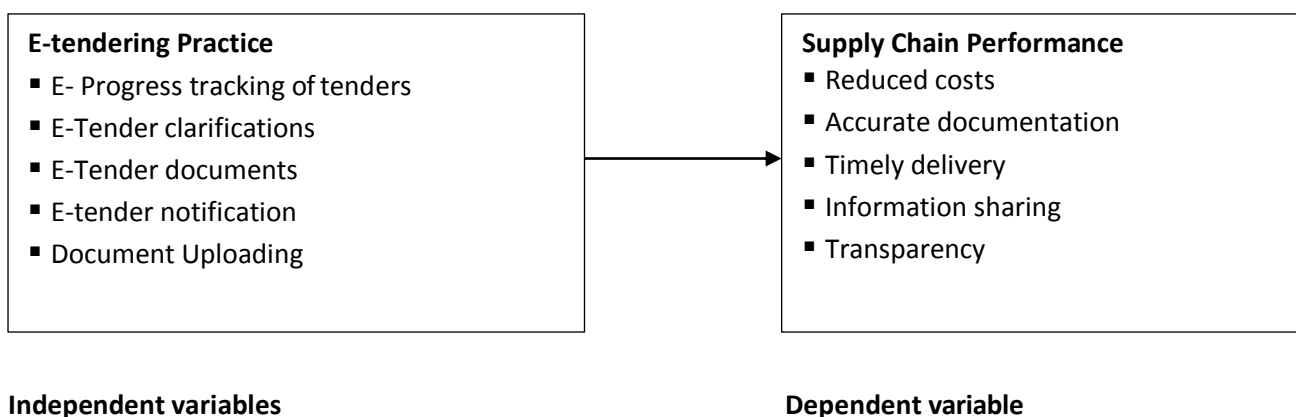 E-tendering Practice
▪ E- Progress tracking of tenders
▪ E-Tender clarifications
▪ E-Tender documents
▪ E-tender notification
▪ Document Uploading
Supply Chain Performance
▪ Reduced costs
▪ Accurate documentation
▪ Timely delivery
▪ Information sharing
▪ Transparency
Independent variables
Dependent variable